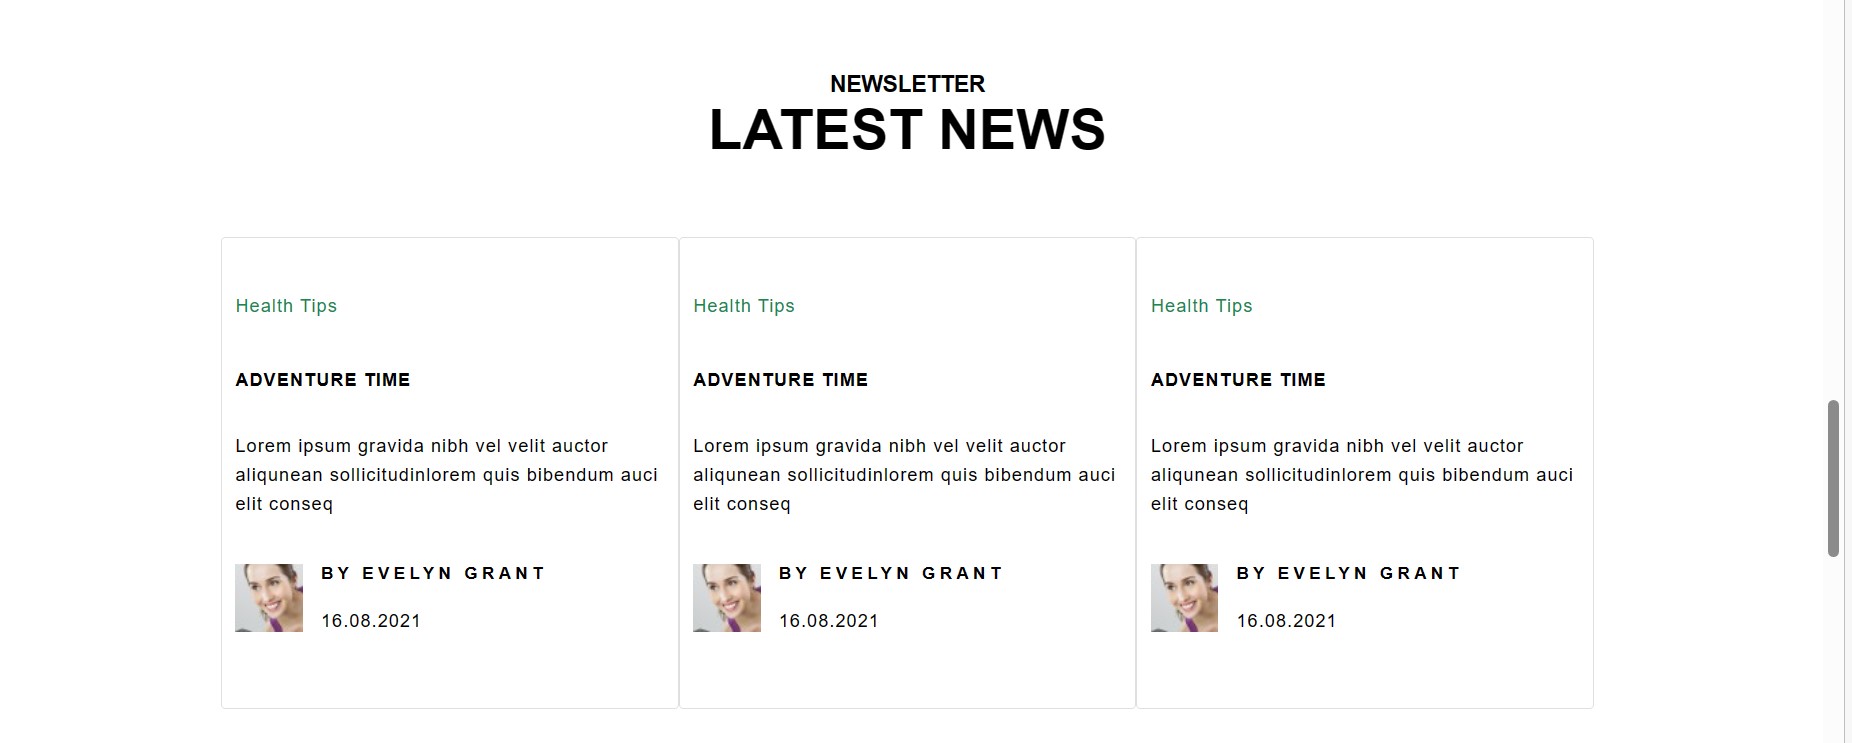 NEWSLETTER
LATEST NEWS
Health Tips
ADVENTURE TIME
Lorem ipsum gravida nibh vel velit auctor
aliqunean sollicitudinlorem quis bibendum auci
elit conseq
BY EVELYN GRANT
16.08.2021
Health Tips
ADVENTURE TIME
Lorem ipsum gravida nibh vel velit auctor
aliqunean sollicitudinlorem quis bibendum auci
elit conseq
BY EVELYN GRANT
16.08.2021
Health Tips
ADVENTURE TIME
Lorem ipsum gravida nibh vel velit auctor
aliqunean sollicitudinlorem quis bibendum auci
elit conseq
BY EVELYN GRANT
16.08.2021